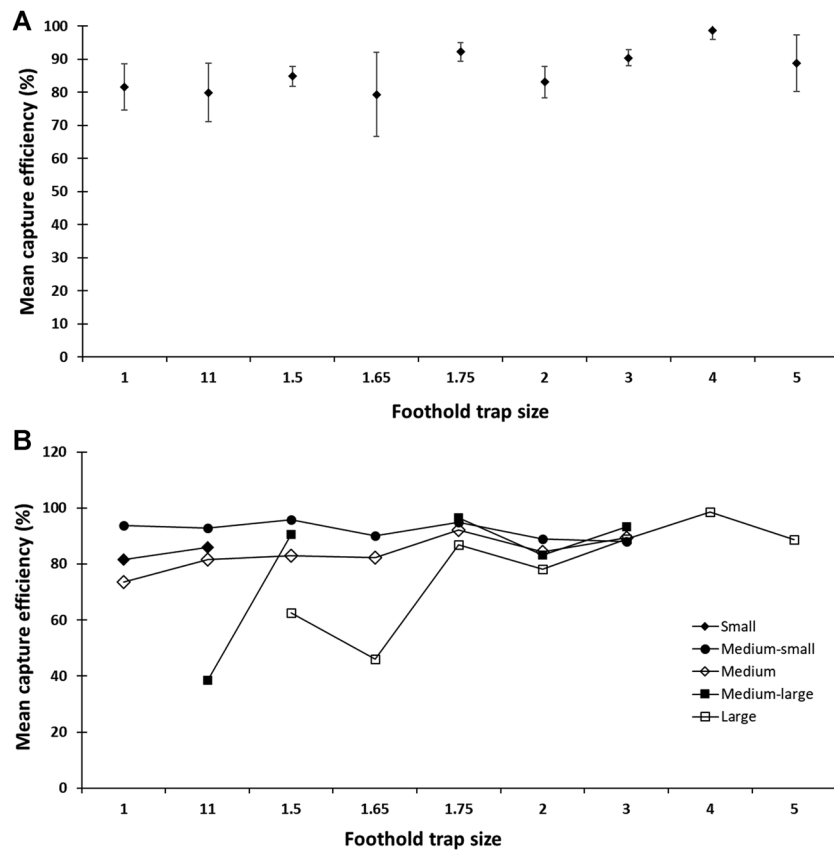 A
Mean capture efficiency (%)
100
90
80
70
60
50
40
30
20
10
0
1 11 1.5 1.65 1.75 2 3 4 5
Foothold trap size
B
Mean capture efficiency (%)
120
100
80
60
40
20
0
Small
Medium-small
Medium
Medium-large
Large
1 11 1.5 1.65 1.75 2 3 4 5
Foothold trap size